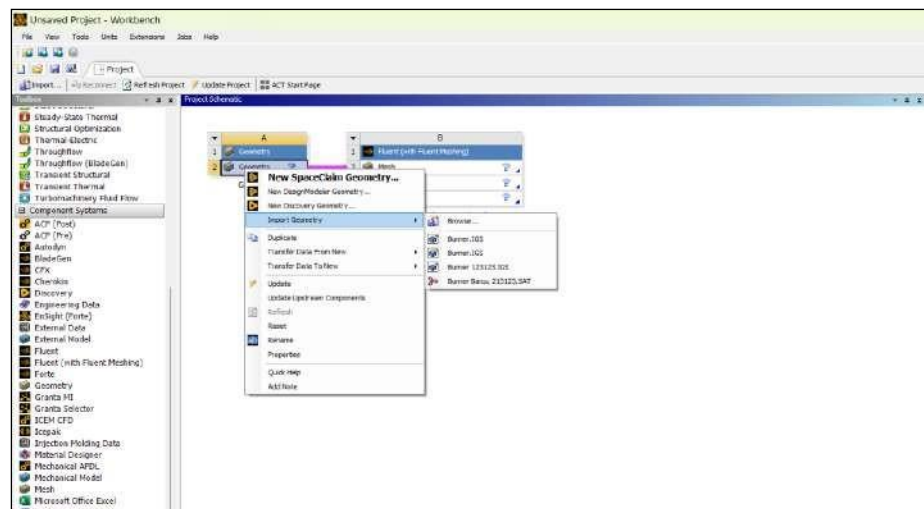 Unsaved Project - Workbench
File View Tools Units Extensions Jobs Help
Project
Import... Reconnect Refresh Project Update Project ACT Start Page
Toolbox
Project Schematic
Steady-State Thermal
Structural Optimization
Thermal-Electric
Throughflow
Throughflow (BladeGen)
Transient Structural
Transient Thermal
Turbomachinery Fluid Flow
Component Systems
ACP (Post)
ACP (Pre)
Autodyn
BladeGen
CFX
Chemkin
Discovery
Engineering Data
EnSight (Forte)
External Data
External Model
Fluent
Fluent (with Fluent Meshing)
Forte
Geometry
Granta MI
Granta Selector
ICEM CFD
Icepak
Injection Molding Data
Material Designer
Mechanical APDL
Mechanical Model
Mesh
Microsoft Office Excel
A
1 Geometry
2 Geometry
B
1 Fluent (with Fluent Meshing)
2 Mesh
New SpaceClaim Geometry...
New DesignModeler Geometry...
New Discovery Geometry...
Import Geometry
Duplicate
Transfer Data From New
Transfer Data To New
Update
Update Upstream Components
Refresh
Reset
Rename
Properties
Quick Help
Add Note
Browse...
Burner.IGS
Burner.IGS
Burner 123123.IGS